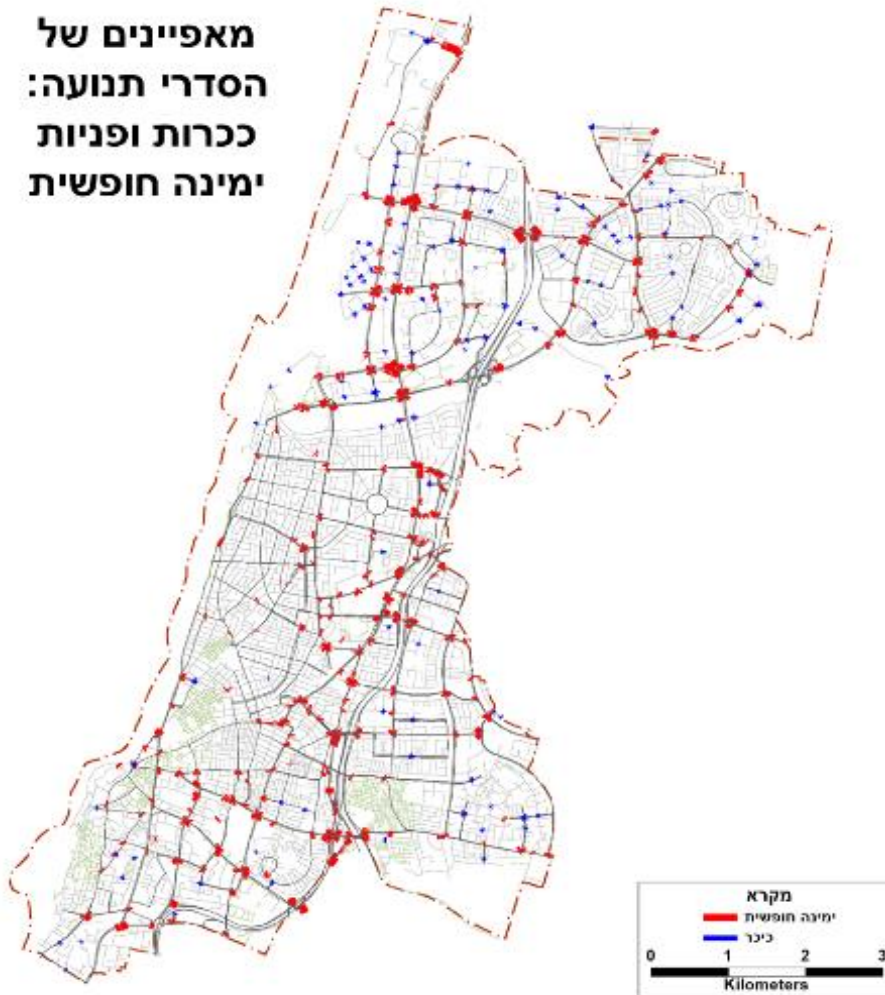 מאפיינים של
הסדרי תנועה:
ככרות ופניות
ימינה חופשית
מקרא
ימינה חופשית
כיכר
0 1 2 3
Kilometers